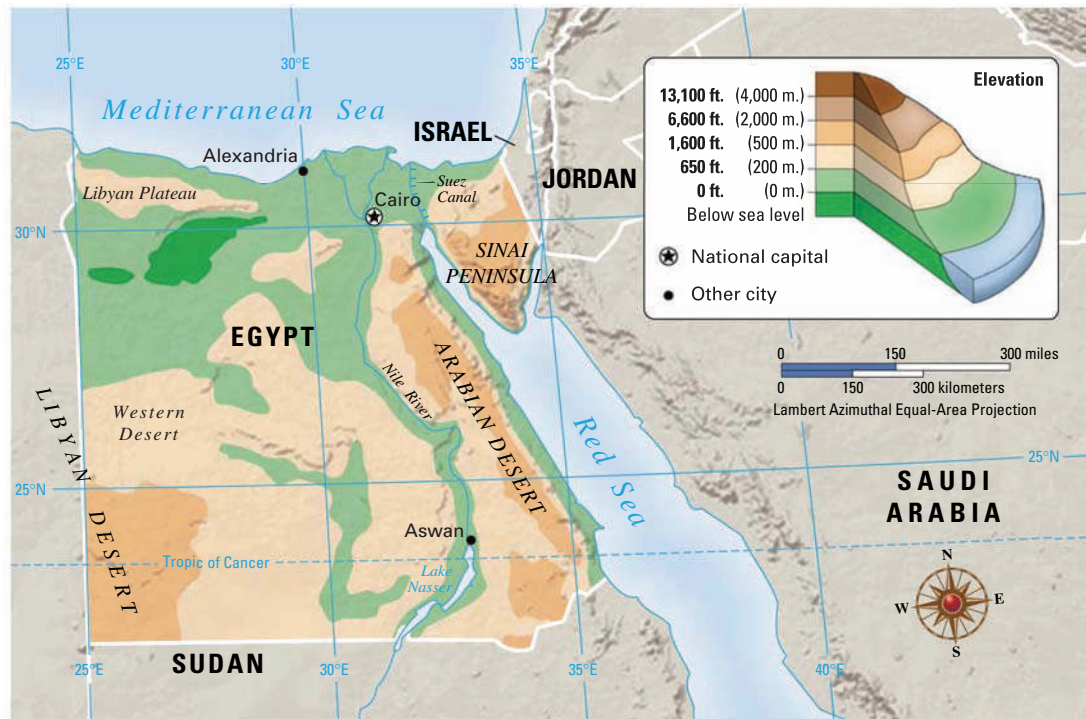 25°E
30°E
35°E
Mediterranean Sea
ISRAEL
Alexandria
JORDAN
Libyan Plateau
Suez
Canal
Cairo
30°N
SINAI
PENINSULA
EGYPT
Nile River
ARABIAN DESERT
LIBYAN DESERT
Western
Desert
Red Sea
25°N
25°N
SAUDI
ARABIA
Aswan
Tropic of Cancer
Lake
Nasser
SUDAN
25°E
30°E
35°E
40°E
Elevation
13,100 ft. (4,000 m.)
6,600 ft. (2,000 m.)
1,600 ft. (500 m.)
650 ft. (200 m.)
0 ft. (0 m.)
Below sea level
National capital
Other city
0 150 300 miles
0 150 300 kilometers
Lambert Azimuthal Equal-Area Projection
N
W E
S